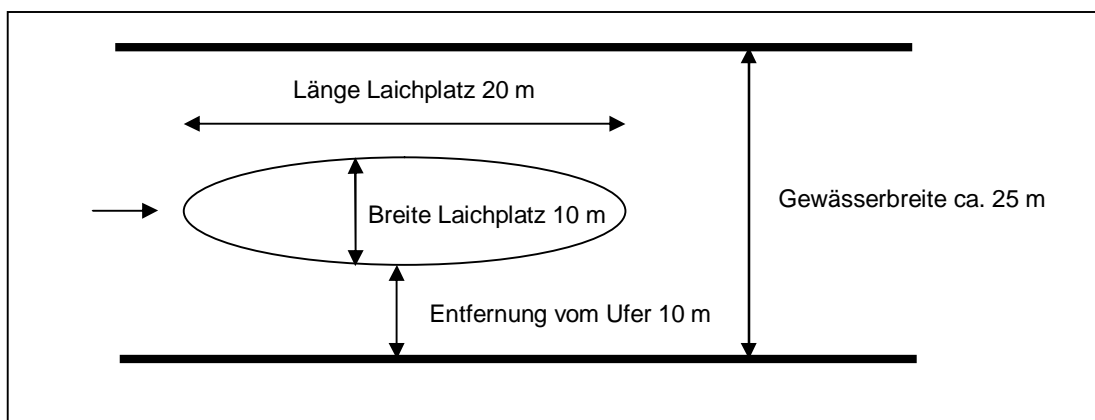 Länge Laichplatz 20 m
Gewässerbreite ca. 25 m
Breite Laichplatz 10 m
Entfernung vom Ufer 10 m